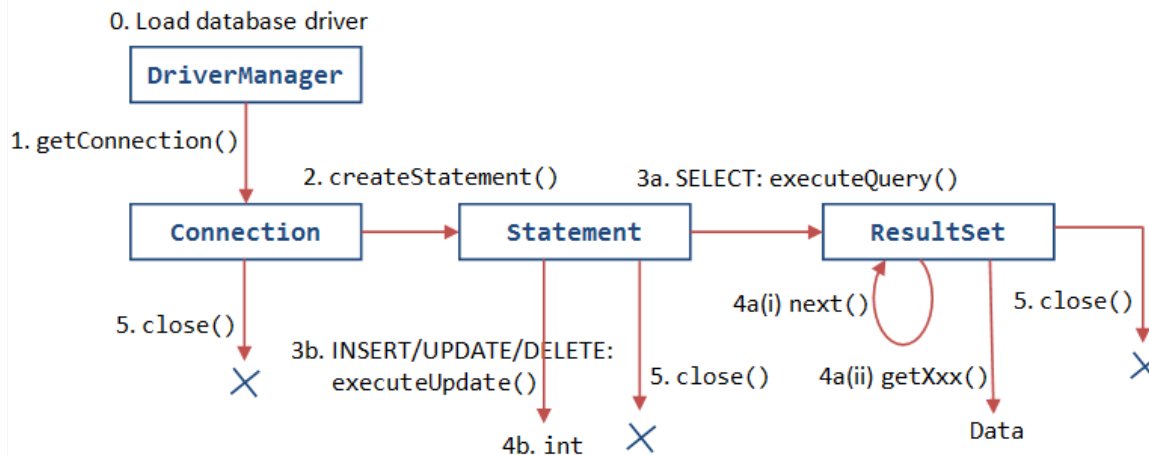 0. Load database driver
DriverManager
1. getConnection()
2. createStatement()
3a. SELECT: executeQuery()
Connection
Statement
ResultSet
4a(i) next()
5. close()
5. close()
3b. INSERT/UPDATE/DELETE:
executeUpdate()
5. close()
4a(ii) getXxx()
4b. int
Data